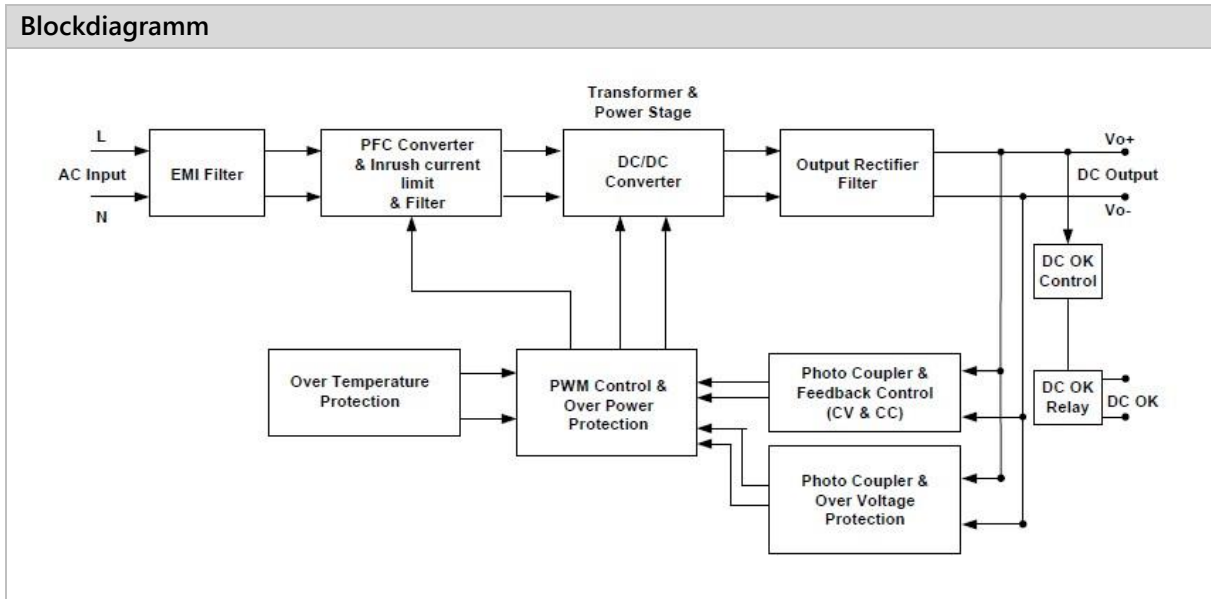 Blockdiagramm
Transformer &
Power Stage
L
AC Input
N
EMI Filter
PFC Converter
& Inrush current
limit
& Filter
DC/DC
Converter
Output Rectifier
Filter
Vo+
DC Output
Vo-
DC OK
Control
Over Temperature
Protection
PWM Control &
Over Power
Protection
Photo Coupler &
Feedback Control
(CV & CC)
DC OK
Relay
DC OK
Photo Coupler &
Over Voltage
Protection